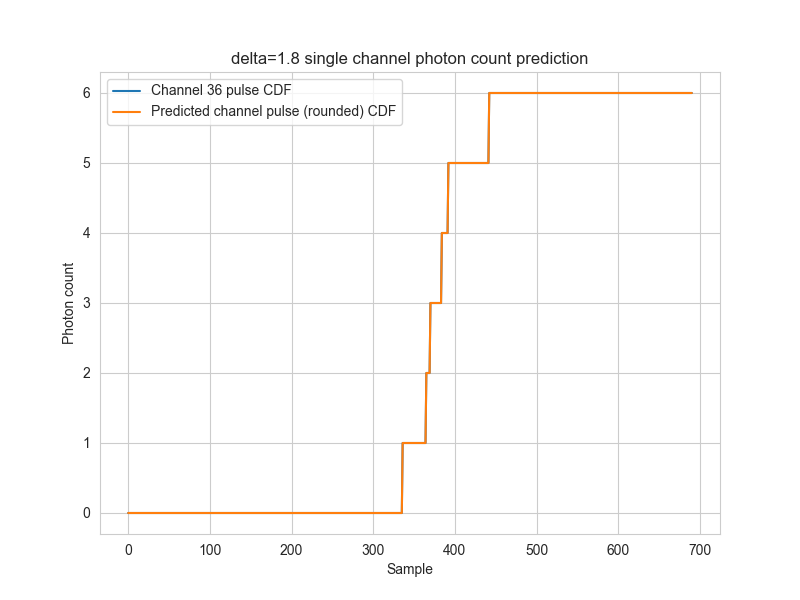 delta=1.8 single channel photon count prediction
Channel 36 pulse CDF
Predicted channel pulse (rounded) CDF
6
5
4
3
2
1
0
Photon count
0 100 200 300 400 500 600 700
Sample